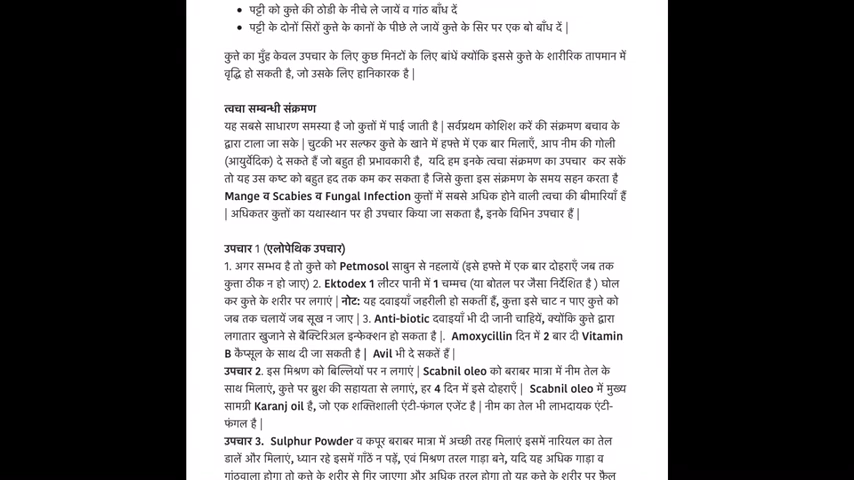 पट्टी को कुत्ते की ठोडी के नीचे ले जायें व गांठ बाँध दें
पट्टी के दोनों सिरों कुत्ते के कानों के पीछे ले जायें कुत्ते के सिर पर एक बो बाँध दें |
कुत्ते का मुँह केवल उपचार के लिए कुछ मिनटों के लिए बांधें क्योंकि इससे कुत्ते के शारीरिक तापमान में
वृद्धि हो सकती है, जो उसके लिए हानिकारक है |
त्वचा सम्बन्धी संक्रमण
यह सबसे साधारण समस्या है जो कुत्तों में पाई जाती है | सर्वप्रथम कोशिश करें की संक्रमण बचाव के
द्वारा टाला जा सके | चुटकी भर सल्फर कुत्ते के खाने में हफ्ते में एक बार मिलाएँ, आप नीम की गोली
(आयुर्वेदिक) दे सकते हैं जो बहुत ही प्रभावकारी है, यदि हम इनके त्वचा संक्रमण का उपचार कर सकें
तो यह उस कष्ट को बहुत हद तक कम कर सकता है जिसे कुत्ता इस संक्रमण के समय सहन करता है
Mange व Scabies व Fungal Infection कुत्तों में सबसे अधिक होने वाली त्वचा की बीमारियाँ हैं
| अधिकतर कुत्तों का यथास्थान पर ही उपचार किया जा सकता है, इनके विभिन उपचार हैं |
उपचार 1 (एलोपेथिक उपचार)
1. अगर सम्भव है तो कुत्ते को Petmosol साबुन से नहलायें (इसे हफ्ते में एक बार दोहराएँ जब तक
कुत्ता ठीक न हो जाए) 2. Ektodex 1 लीटर पानी में 1 चम्मच (या बोतल पर जैसा निर्देशित है ) घोल
कर कुत्ते के शरीर पर लगाएं | नोट: यह दवाइयाँ जहरीली हो सकतीं हैं, कुत्ता इसे चाट न पाए कुत्ते को
जब तक चलायें जब सूख न जाए | 3. Anti-biotic दवाइयाँ भी दी जानी चाहियें, क्योंकि कुत्ते द्वारा
लगातार खुजाने से बैक्टिरिअल इन्फेक्शन हो सकता है |. Amoxycillin दिन में 2 बार दी Vitamin
B कैप्सूल के साथ दी जा सकती है | Avil भी दे सकतें हैं |
उपचार 2. इस मिश्रण को बिल्लियों पर न लगाएं | Scabnil oleo को बराबर मात्रा में नीम तेल के
साथ मिलाएं, कुत्ते पर ब्रुश की सहायता से लगाएं, हर 4 दिन में इसे दोहराएँ | Scabnil oleo में मुख्य
सामग्री Karanj oil है, जो एक शक्तिशाली एंटी-फंगल एजेंट है | नीम का तेल भी लाभदायक एंटी-
फंगल है |
उपचार 3. Sulphur Powder व कपूर बराबर मात्रा में अच्छी तरह मिलाएं इसमें नारियल का तेल
डालें और मिलाएं, ध्यान रहे इसमें गाँठें न पड़ें, एवं मिश्रण तरल गाढ़ा बने, यदि यह अधिक गाड़ा व
गांठवाला होगा तो कुत्ते के शरीर से गिर जाएगा और अधिक तरल होगा तो यह कुत्ते के शरीर पर फ़ैल